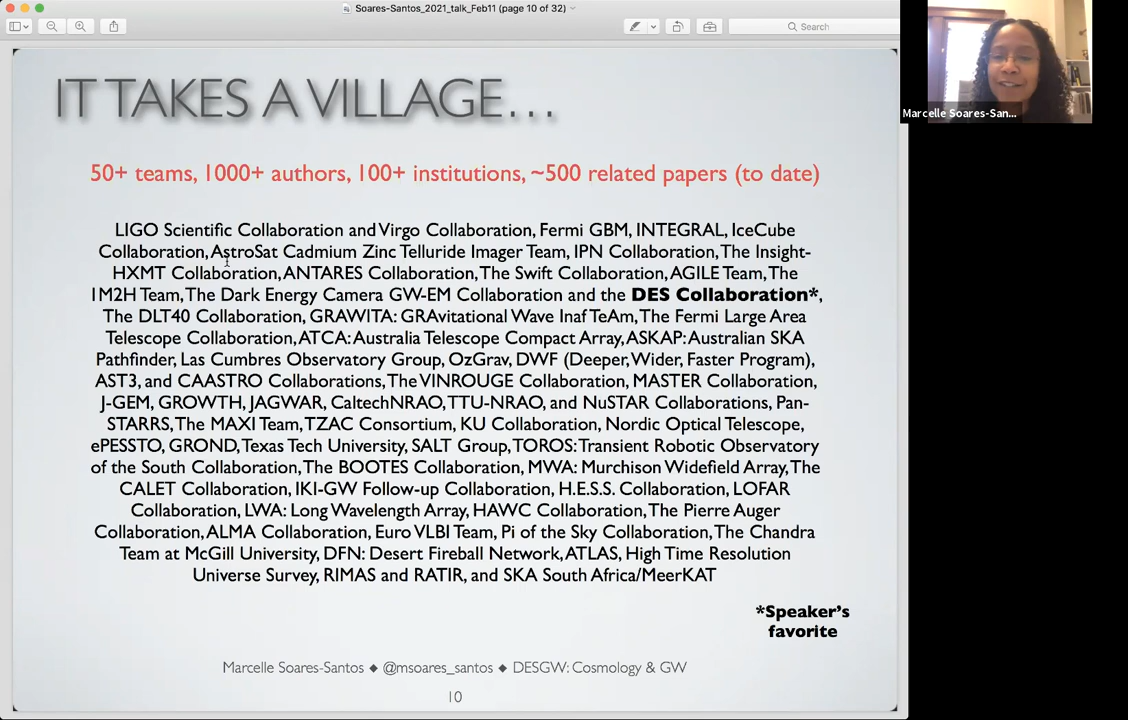 Soares-Santos_2021_talk_Feb11 (page 10 of 32)
Search
Marcelle Soares-San...
IT TAKES A VILLAGE...
50+ teams, 1000+ authors, 100+ institutions, ~500 related papers (to date)
LIGO Scientific Collaboration and Virgo Collaboration, Fermi GBM, INTEGRAL, IceCube
Collaboration, AstroSat Cadmium Zinc Telluride Imager Team, IPN Collaboration, The Insight-
HXMT Collaboration, ANTARES Collaboration, The Swift Collaboration, AGILE Team, The
1M2H Team, The Dark Energy Camera GW-EM Collaboration and the DES Collaboration*,
The DLT40 Collaboration, GRAWITA: GRAvitational Wave Inaf TeAm, The Fermi Large Area
Telescope Collaboration, ATCA: Australia Telescope Compact Array, ASKAP: Australian SKA
Pathfinder, Las Cumbres Observatory Group, OzGrav, DWF (Deeper, Wider, Faster Program),
AST3, and CAASTRO Collaborations, The VINROUGE Collaboration, MASTER Collaboration,
J-GEM, GROWTH, JAGWAR, CaltechNRAO, TTU-NRAO, and NuSTAR Collaborations, Pan-
STARRS, The MAXI Team, TZAC Consortium, KU Collaboration, Nordic Optical Telescope,
ePESSTO, GROND, Texas Tech University, SALT Group, TOROS: Transient Robotic Observatory
of the South Collaboration, The BOOTES Collaboration, MWA: Murchison Widefield Array, The
CALET Collaboration, IKI-GW Follow-up Collaboration, H.E.S.S. Collaboration, LOFAR
Collaboration, LWA: Long Wavelength Array, HAWC Collaboration, The Pierre Auger
Collaboration, ALMA Collaboration, Euro VLBI Team, Pi of the Sky Collaboration, The Chandra
Team at McGill University, DFN: Desert Fireball Network, ATLAS, High Time Resolution
Universe Survey, RIMAS and RATIR, and SKA South Africa/MeerKAT
*Speaker's
favorite
Marcelle Soares-Santos ◆ @msoares_santos ◆ DESGW: Cosmology & GW
10